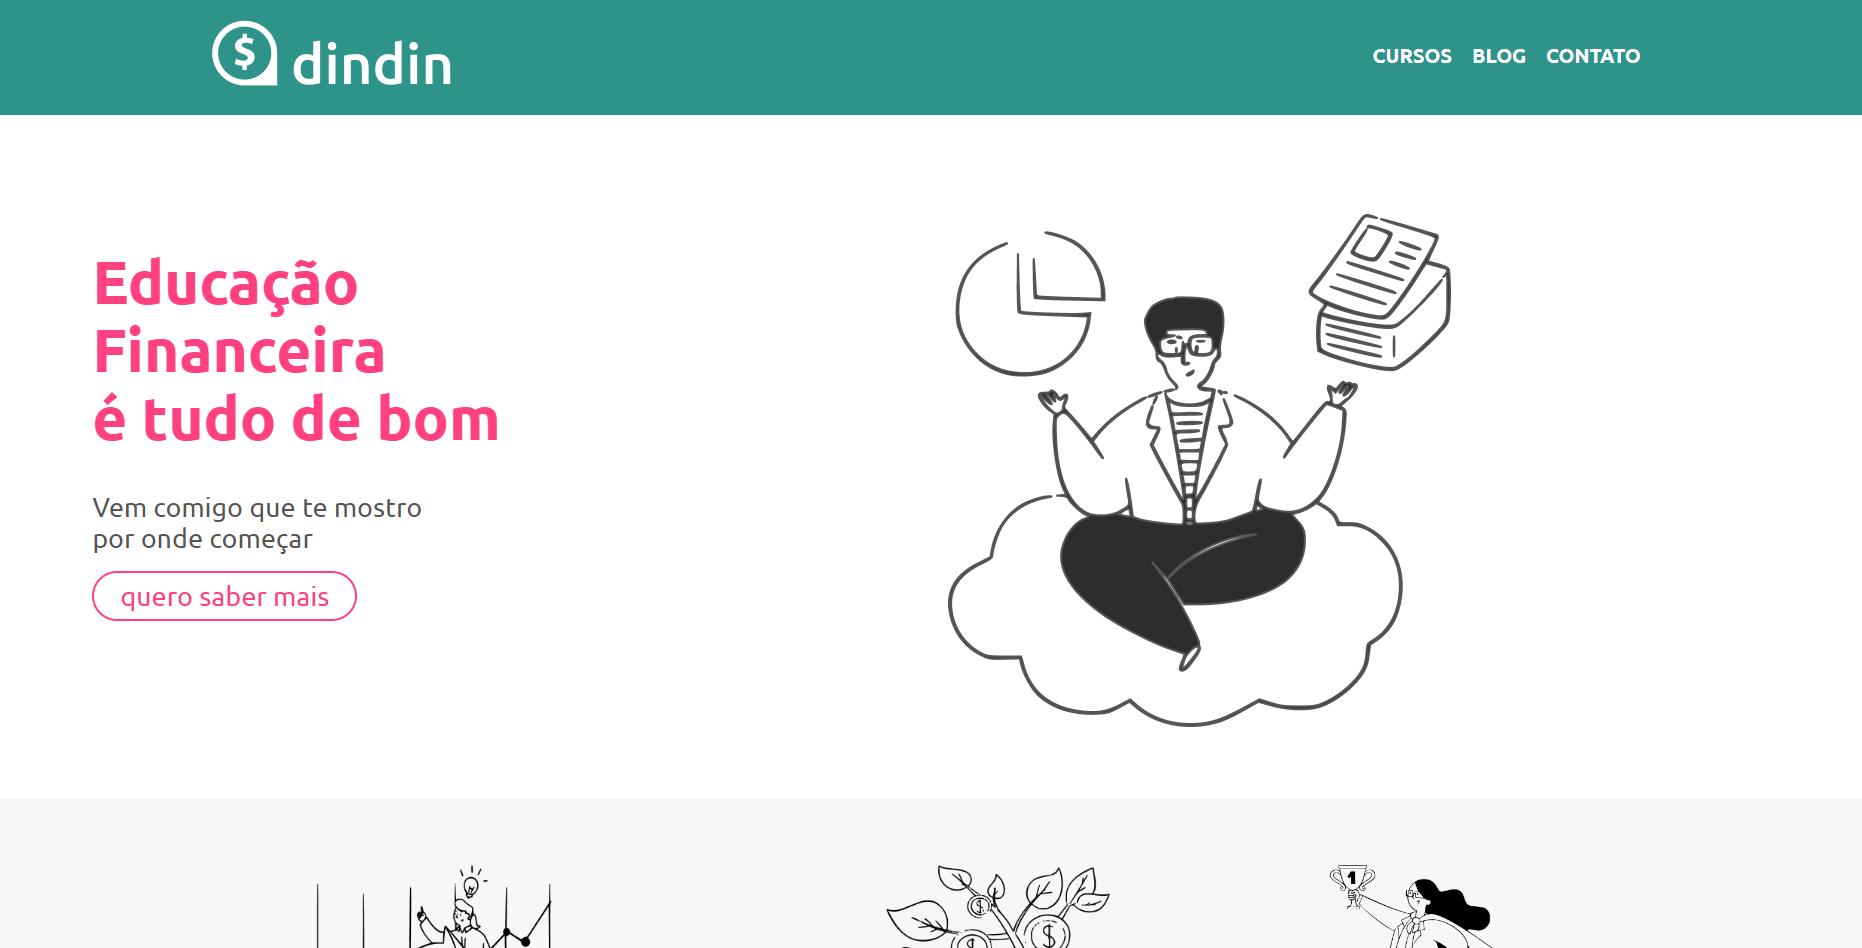 $ dindin
CURSOS BLOG CONTATO
Educação
Financeira
é tudo de bom
Vem comigo que te mostro
por onde começar
quero saber mais
1
$
$
$